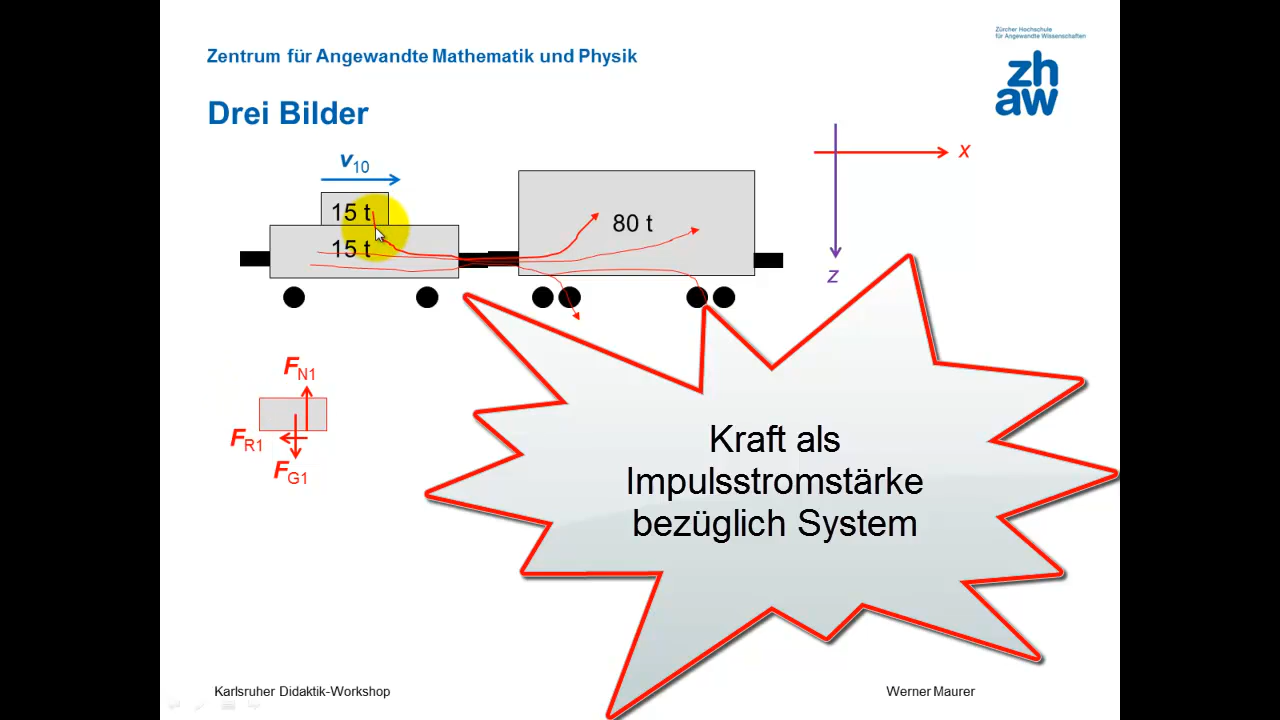 Zürcher Hochschule
für Angewandte Wissenschaften
zh
aw
Zentrum für Angewandte Mathematik und Physik
Drei Bilder
v10
x
15 t
80 t
15 t
z
FN1
FR1
FG1
Kraft als
Impulsstromstärke
bezüglich System
Karlsruher Didaktik-Workshop
Werner Maurer